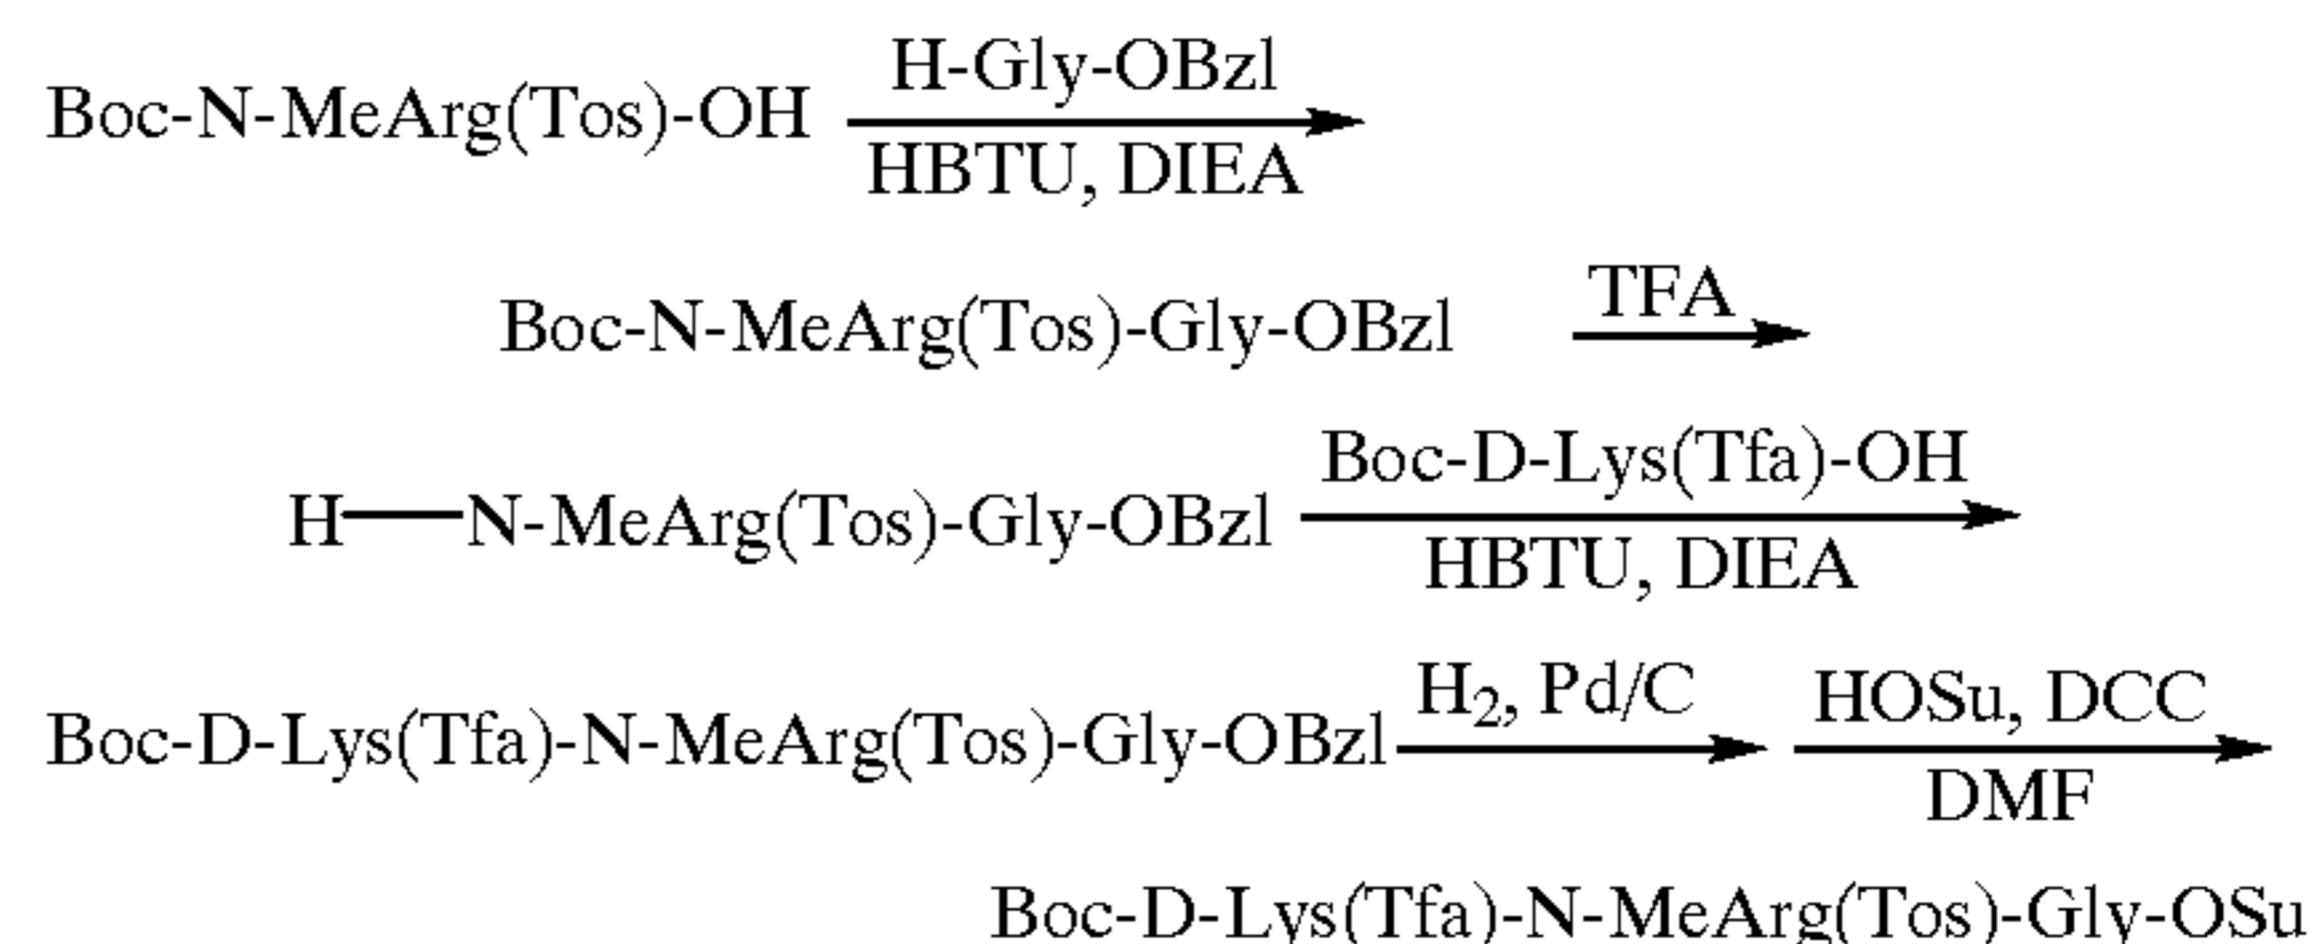 H-Gly-OBzl
Boc-N-MeArg(Tos)-OH
HBTU, DIEA
TFA
Boc-N-MeArg(Tos)-Gly-OBzl
Boc-D-Lys(Tfa)-OH
H—N-MeArg(Tos)-Gly-OBzl
HBTU, DIEA
H₂, Pd/C HOSu, DCC
Boc-D-Lys(Tfa)-N-MeArg(Tos)-Gly-OBzl
DMF
Boc-D-Lys(Tfa)-N-MeArg(Tos)-Gly-OSu